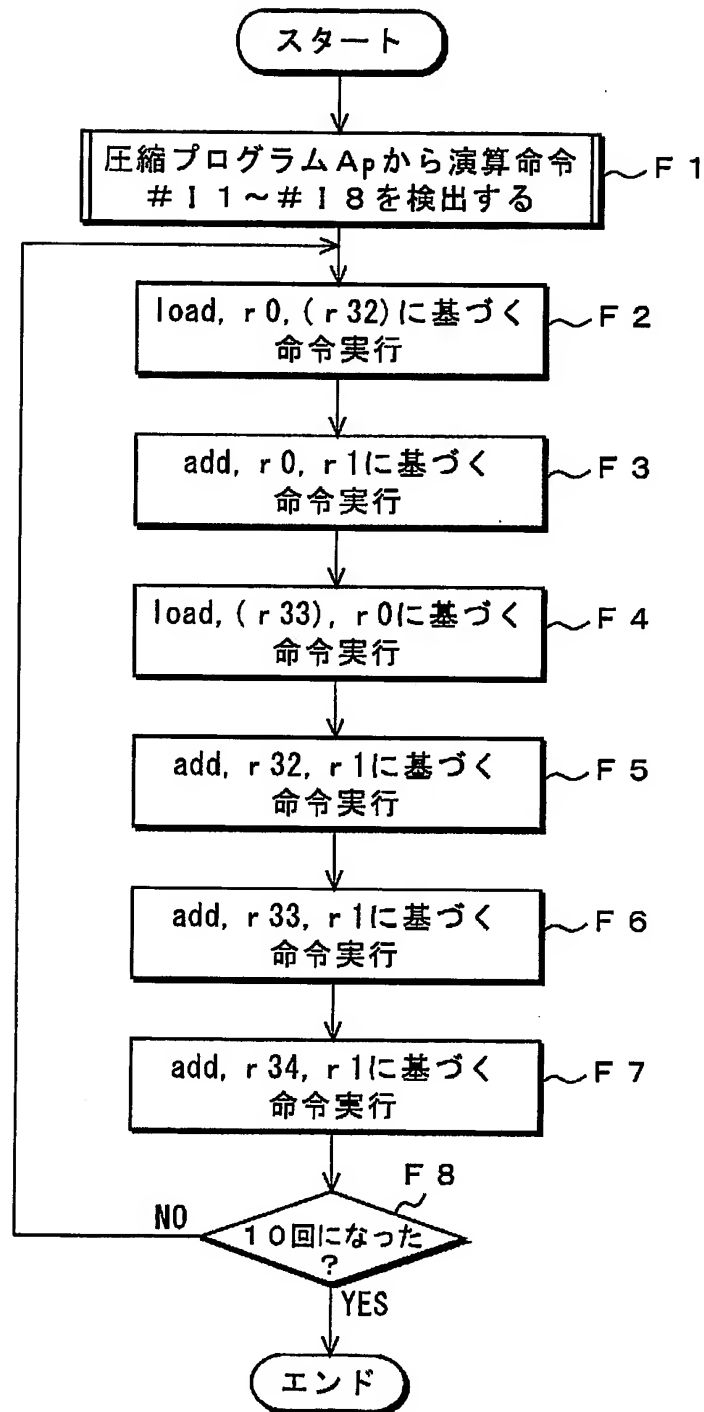 スタート
圧縮プログラムApから演算命令
#I1～#I8を検出する
F1
load, r0, (r32)に基づく
命令実行
F2
add, r0, r1に基づく
命令実行
F3
load, (r33), r0に基づく
命令実行
F4
add, r32, r1に基づく
命令実行
F5
add, r33, r1に基づく
命令実行
F6
add, r34, r1に基づく
命令実行
F7
F8
NO
10回になった
?
YES
エンド